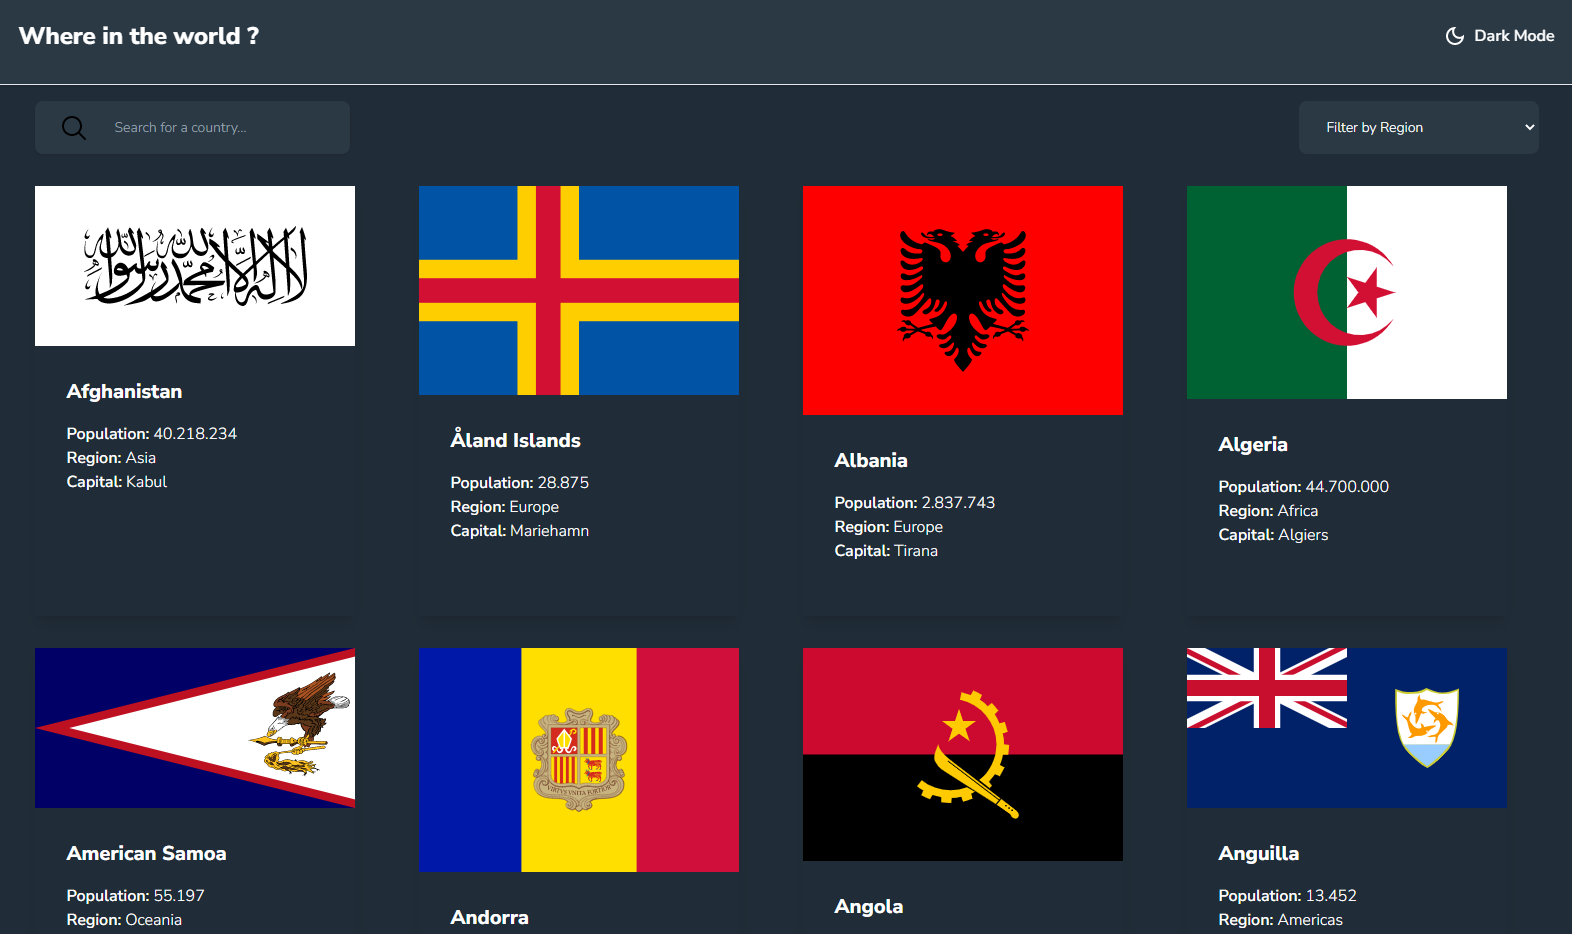 Where in the world ?
Dark Mode
Search for a country...
Filter by Region
لا إله إلا الله محمد رسول الله
Afghanistan
Population: 40.218.234
Region: Asia
Capital: Kabul
Åland Islands
Population: 28.875
Region: Europe
Capital: Mariehamn
Albania
Population: 2.837.743
Region: Europe
Capital: Tirana
Algeria
Population: 44.700.000
Region: Africa
Capital: Algiers
American Samoa
Population: 55.197
Region: Oceania
VIRTVS VNITA FORTIOR
Andorra
Angola
Anguilla
Population: 13.452
Region: Americas